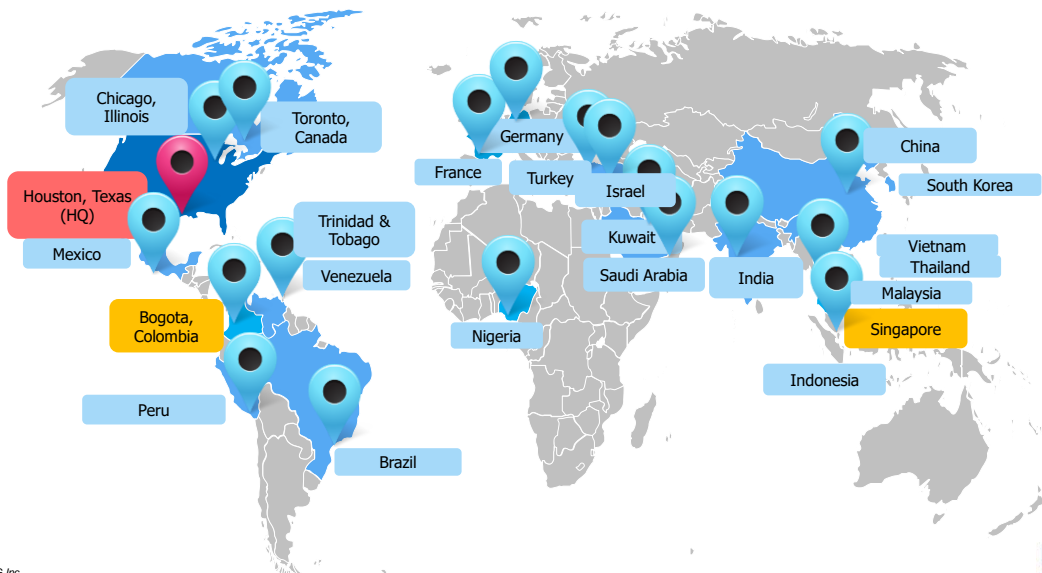 Chicago,
Illinois
Toronto,
Canada
Houston, Texas
(HQ)
Mexico
Trinidad &
Tobago
Venezuela
Bogota,
Colombia
Peru
Brazil
Germany
France
Turkey
Israel
Kuwait
Saudi Arabia
Nigeria
India
China
South Korea
Vietnam
Thailand
Malaysia
Singapore
Indonesia
Inc.